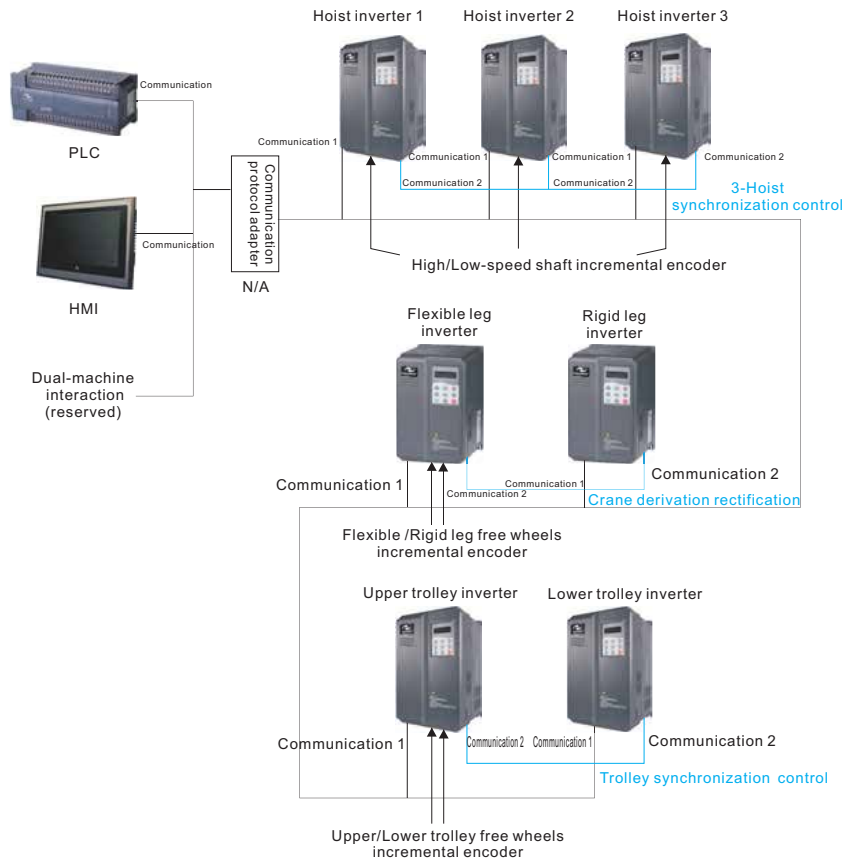 Hoist inverter 1
Hoist inverter 2
Hoist inverter 3
Communication
PLC
Communication 1
Communication 1
Communication 1
Communication 2
Communication 2
Communication 2
Communication
protocol adapter
3-Hoist
synchronization control
Communication
High/Low-speed shaft incremental encoder
N/A
HMI
Flexible leg
inverter
Rigid leg
inverter
Dual-machine
interaction
(reserved)
Communication 1
Communication 1
Communication 2
Communication 2
Crane derivation rectification
Flexible /Rigid leg free wheels
incremental encoder
Upper trolley inverter
Lower trolley inverter
Communication 1
Communication 2
Communication 1
Communication 2
Trolley synchronization control
Upper/Lower trolley free wheels
incremental encoder